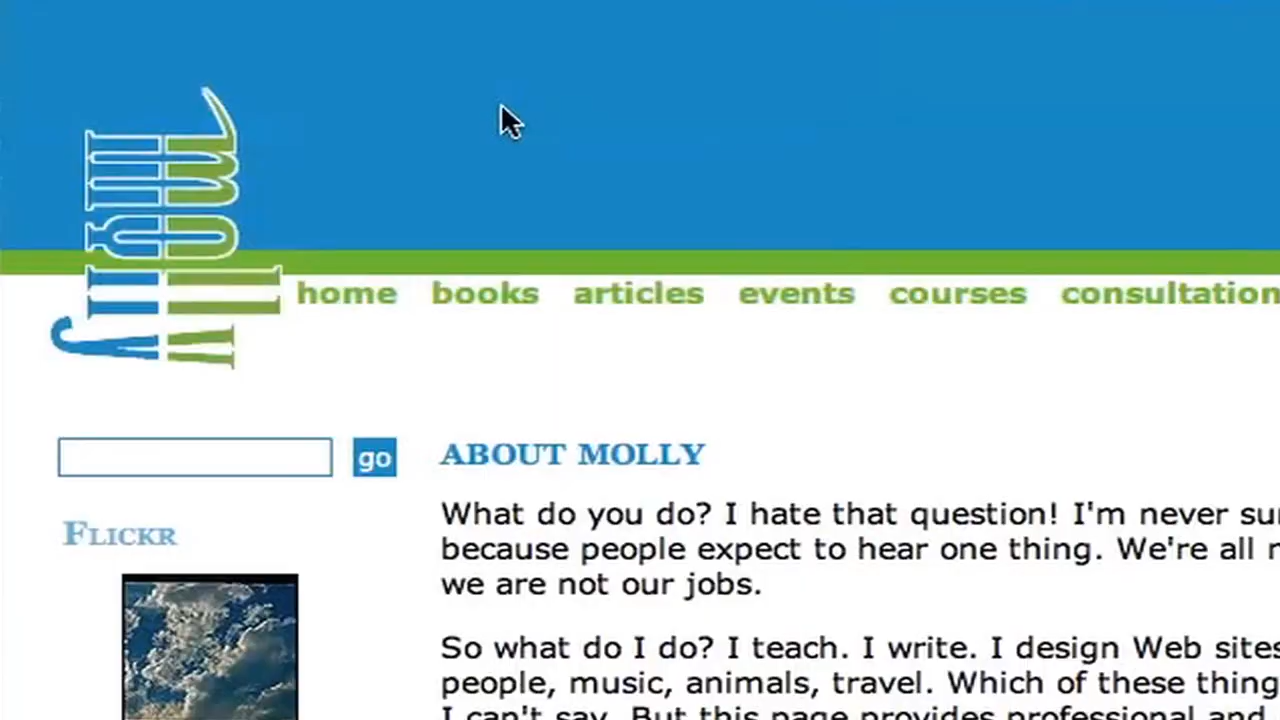 molly
home books articles events courses consultation
go
ABOUT MOLLY
FLICKR
What do you do? I hate that question! I'm never
because people expect to hear one thing. We're all
we are not our jobs.
So what do I do? I teach. I write. I design Web sites
people, music, animals, travel. Which of these thing
I can't say. But this page provides professional and